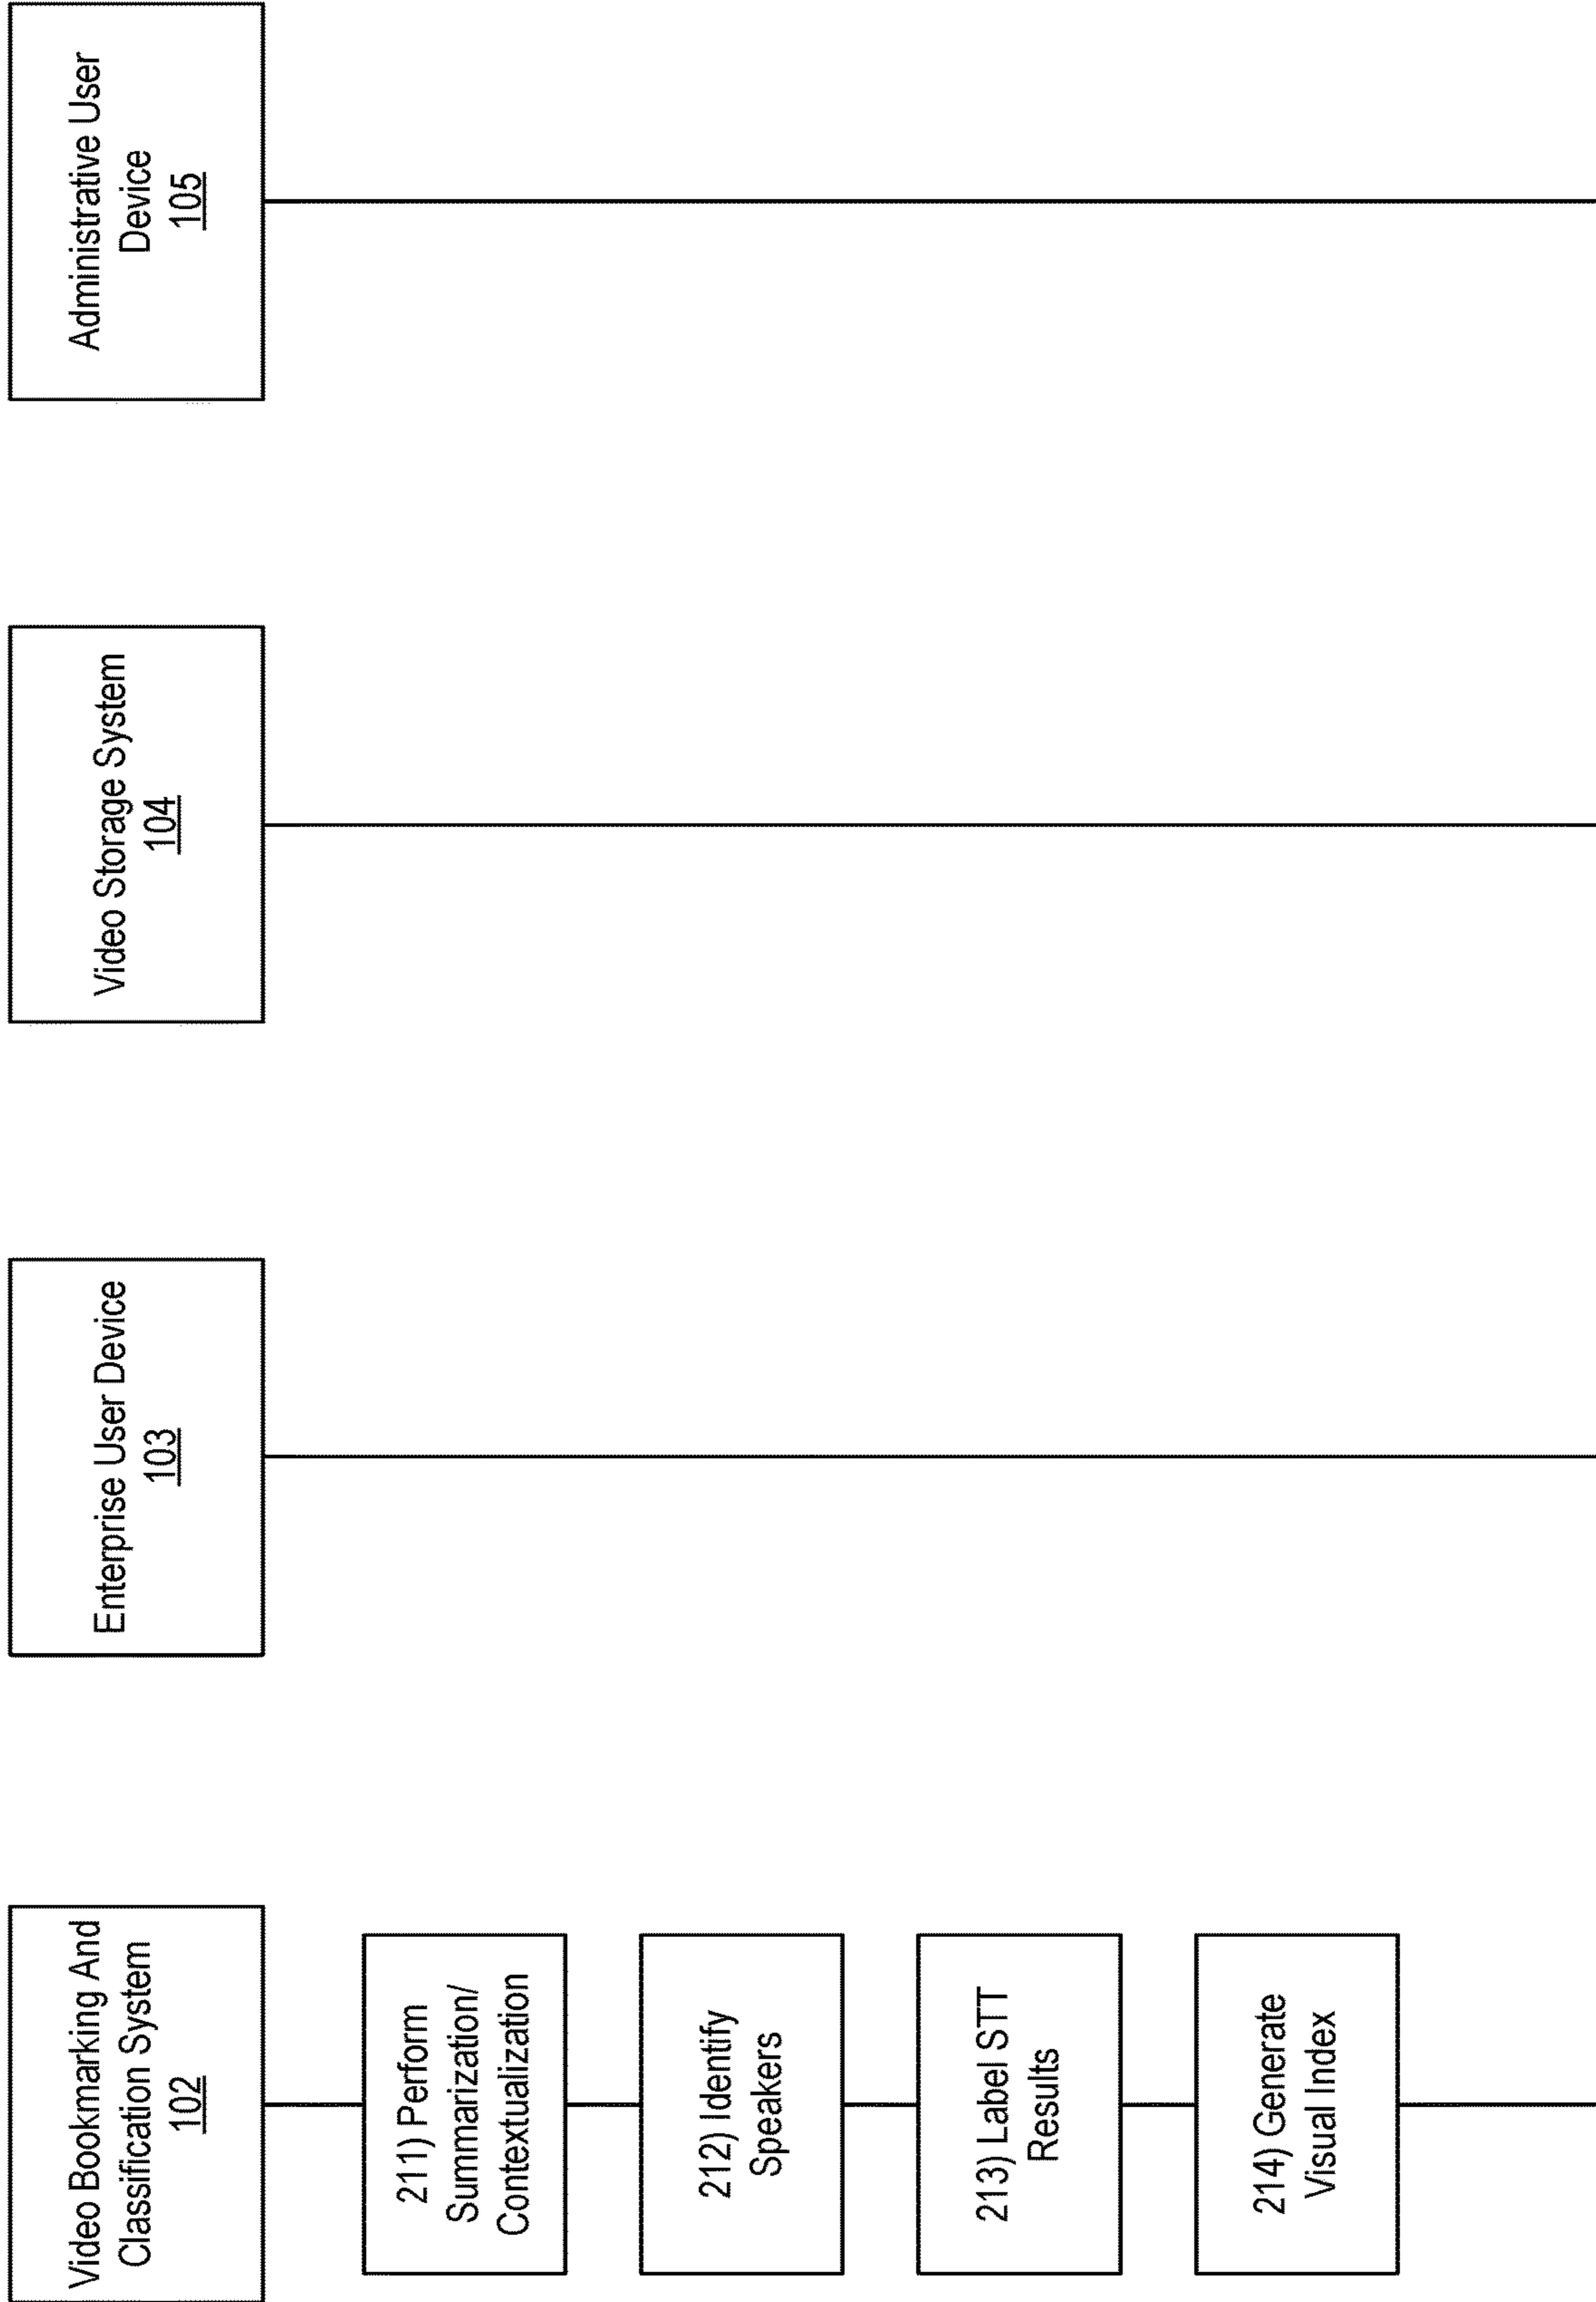 Video Bookmarking And
Classification System
102
Enterprise User Device
103
Video Storage System
104
Administrative User
Device
105
211) Perform
Summarization/
Contextualization
212) Identify
Speakers
213) Label STT
Results
214) Generate
Visual Index